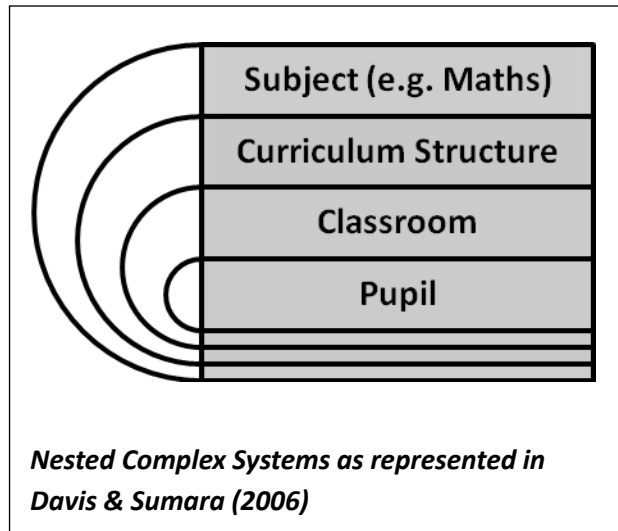 Subject (e.g. Maths)
Curriculum Structure
Classroom
Pupil
Nested Complex Systems as represented in
Davis & Sumara (2006)